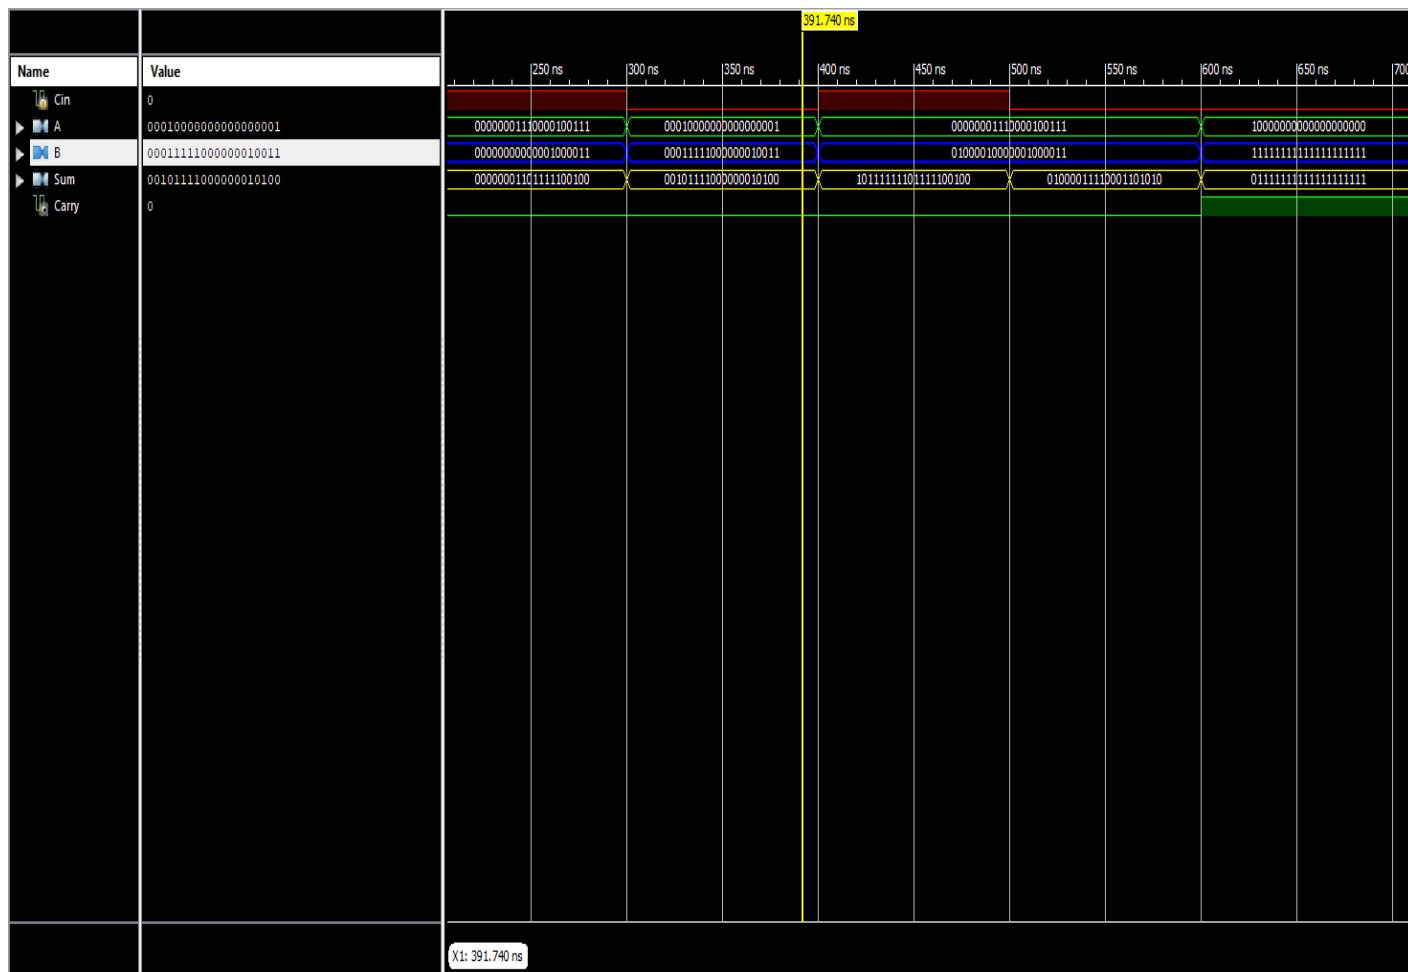 391.740 ns
Name Value 250 ns 300 ns 350 ns 400 ns 450 ns 500 ns 550 ns 600 ns 650 ns 700
Cin 0
A 00010000000000000001 00000001110000100111 00010000000000000001 00000001110000100111 10000000000000000000
B 00011111000000010011 00000000000001000011 00011111000000010011 01000010000001000011 11111111111111111111
Sum 00101111000000010100 00000001101111100100 00101111000000010100 10111111101111100100 01000011110001101010 01111111111111111111
Carry 0
X1: 391.740 ns